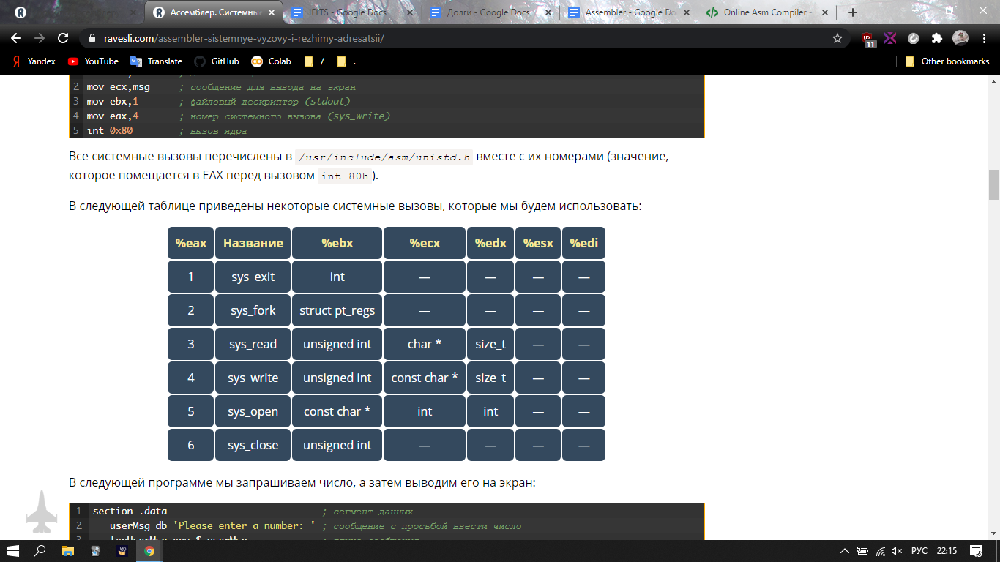 Ассемблер. Системны
IELTS - Google Docs
Долги - Google Docs
Assembler - Google Do
Online Asm Compiler -
ravesli.com/assembler-sistemnye-vyzovy-i-rezhimy-adresatsii/
11
Yandex YouTube Translate GitHub Colab / . Other bookmarks
2 mov ecx,msg ; сообщение для вывода на экран
3 mov ebx,1 ; файловый дескриптор (stdout)
4 mov eax,4 ; номер системного вызова (sys_write)
5 int 0x80 ; вызов ядра
Все системные вызовы перечислены в /usr/include/asm/unistd.h вместе с их номерами (значение,
которое помещается в EAX перед вызовом int 80h ).
В следующей таблице приведены некоторые системные вызовы, которые мы будем использовать:
%eax Название %ebx %ecx %edx %esx %edi
1 sys_exit int — — — —
2 sys_fork struct pt_regs — — — —
3 sys_read unsigned int char * size_t — —
4 sys_write unsigned int const char * size_t — —
5 sys_open const char * int int — —
6 sys_close unsigned int — — — —
В следующей программе мы запрашиваем число, а затем выводим его на экран:
1 section .data ; сегмент данных
2 userMsg db 'Please enter a number: ' ; сообщение с просьбой ввести число
РУС 22:15